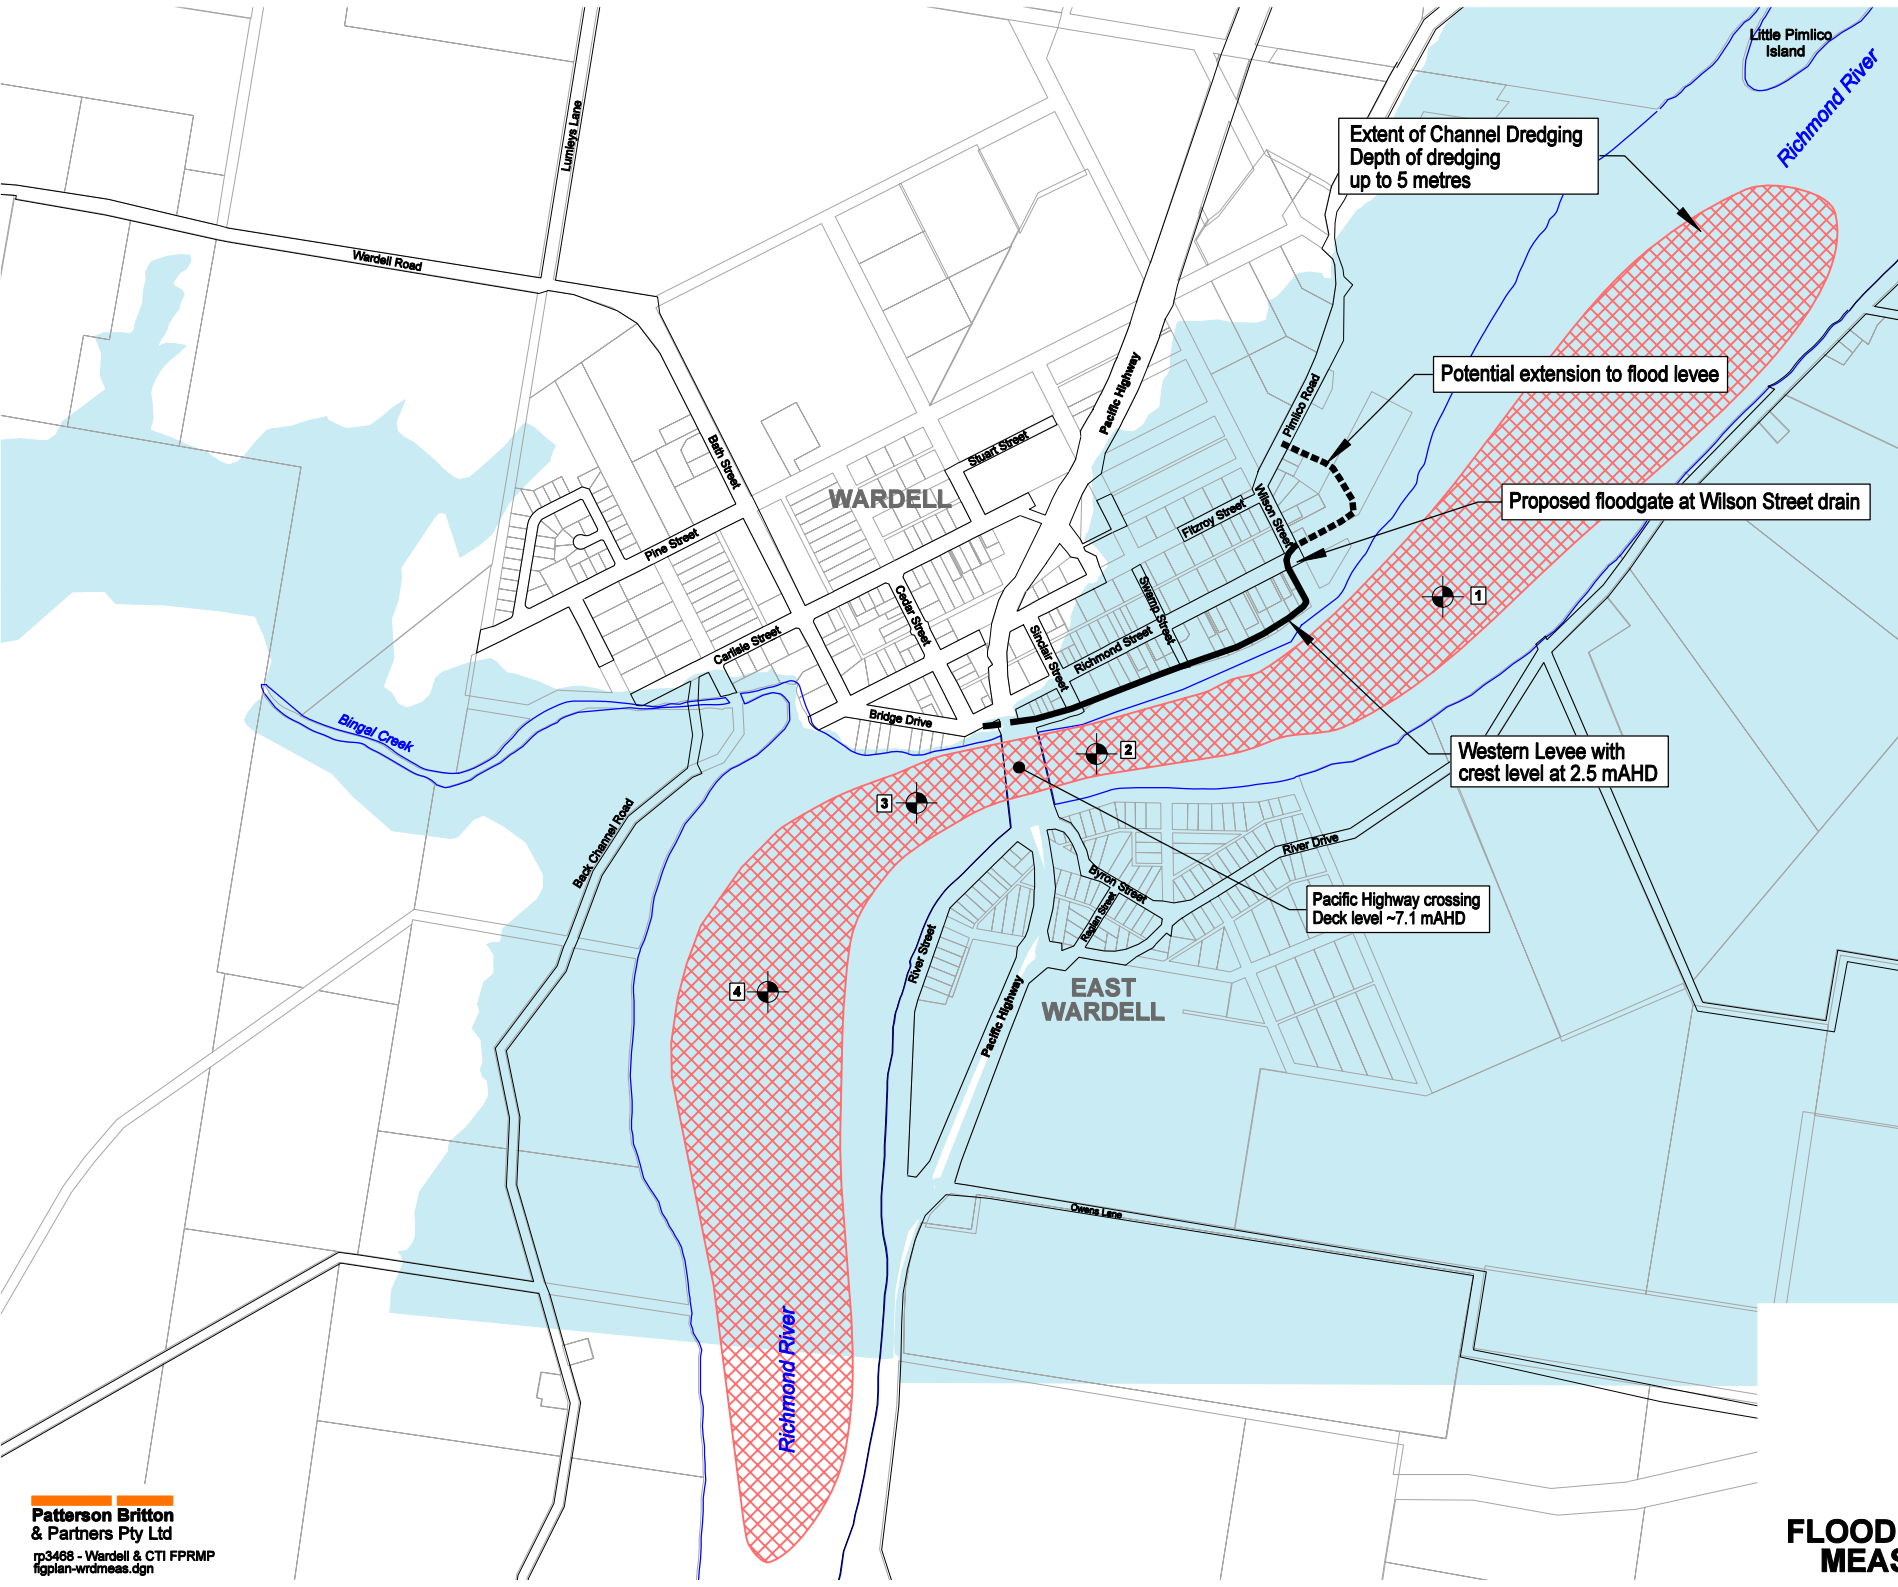 Little Pimlico
Island
Richmond River
Extent of Channel Dredging
Depth of dredging
up to 5 metres
Lumleys Lane
Wardell Road
Pacific Highway
Potential extension to flood levee
Pimlico Road
Bath Street
Stuart Street
WARDELL
Wilson Street
Proposed floodgate at Wilson Street drain
Fitzroy Street
Pine Street
Swamp Street
Cedar Street
1
Carlisle Street
Sinclair Street
Richmond Street
Bingal Creek
Bridge Drive
2
Western Levee with
crest level at 2.5 mAHD
3
Back Channel Road
River Drive
Byron Street
Raglan Street
Pacific Highway crossing
Deck level ~7.1 mAHD
River Street
4
EAST
WARDELL
Pacific Highway
Owens Lane
Richmond River
Patterson Britton
& Partners Pty Ltd
rp3468 - Wardell & CTI FPRMP
figplan-wrdmeas.dgn
FLOOD
MEAS